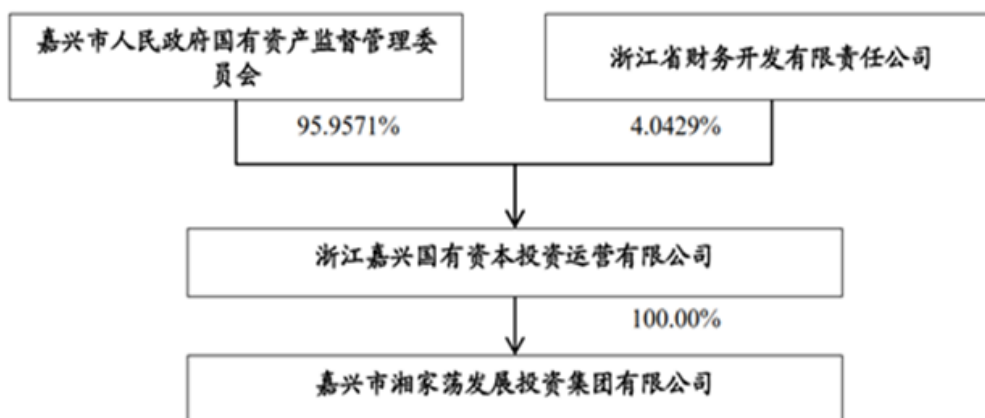 嘉兴市人民政府国有资产监督管理委
员会
浙江省财务开发有限责任公司
95.9571%
4.0429%
浙江嘉兴国有资本投资运营有限公司
100.00%
嘉兴市湘家荡发展投资集团有限公司